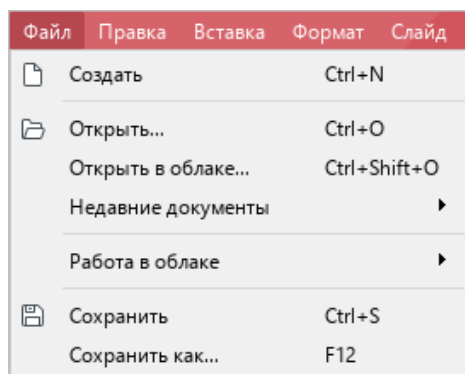 Файл Правка Вставка Формат Слайд
Создать Ctrl+N
Открыть... Ctrl+O
Открыть в облаке... Ctrl+Shift+O
Недавние документы
Работа в облаке
Сохранить Ctrl+S
Сохранить как... F12